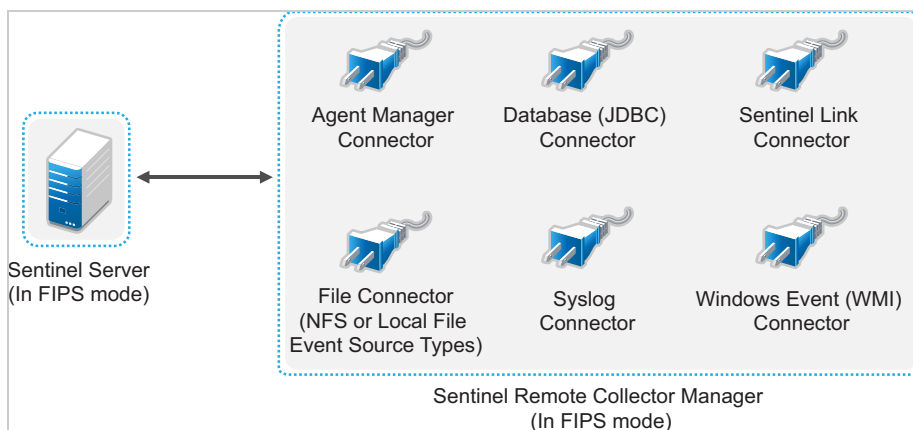 Agent Manager
Connector
Database (JDBC)
Connector
Sentinel Link
Connector
Sentinel Server
(In FIPS mode)
File Connector
(NFS or Local File
Event Source Types)
Syslog
Connector
Windows Event (WMI)
Connector
Sentinel Remote Collector Manager
(In FIPS mode)